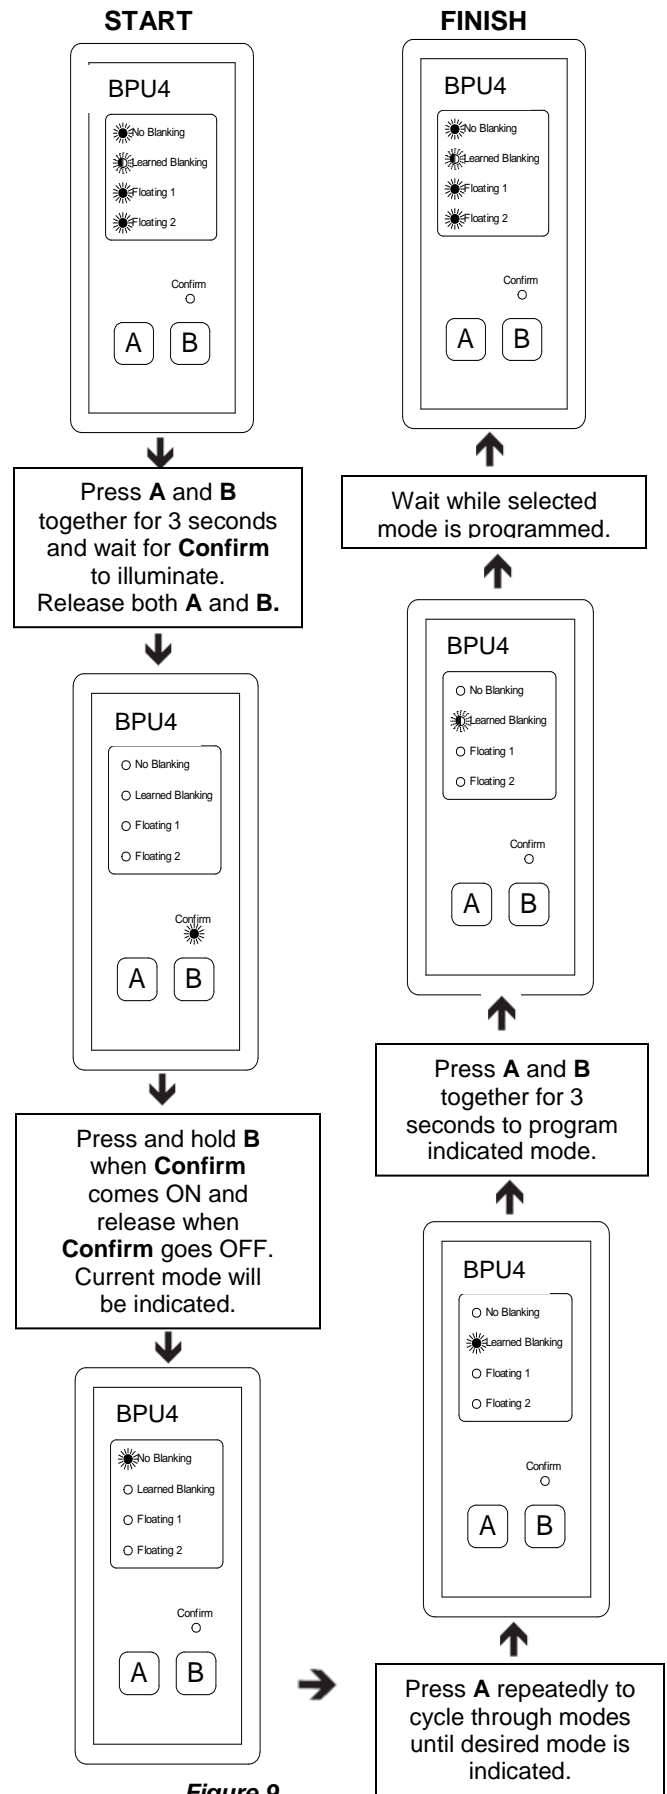 START
BPU4
No Blanking
Learned Blanking
Floating 1
Floating 2
Confirm
A B
Press A and B
together for 3 seconds
and wait for Confirm
to illuminate.
Release both A and B.
BPU4
No Blanking
Learned Blanking
Floating 1
Floating 2
Confirm
A B
Press and hold B
when Confirm
comes ON and
release when
Confirm goes OFF.
Current mode will
be indicated.
BPU4
No Blanking
Learned Blanking
Floating 1
Floating 2
Confirm
A B
Figure 9
Press A repeatedly to
cycle through modes
until desired mode is
indicated.
BPU4
No Blanking
Learned Blanking
Floating 1
Floating 2
Confirm
A B
Press A and B
together for 3
seconds to program
indicated mode.
BPU4
No Blanking
Learned Blanking
Floating 1
Floating 2
Confirm
A B
Wait while selected
mode is programmed.
FINISH
BPU4
No Blanking
Learned Blanking
Floating 1
Floating 2
Confirm
A B